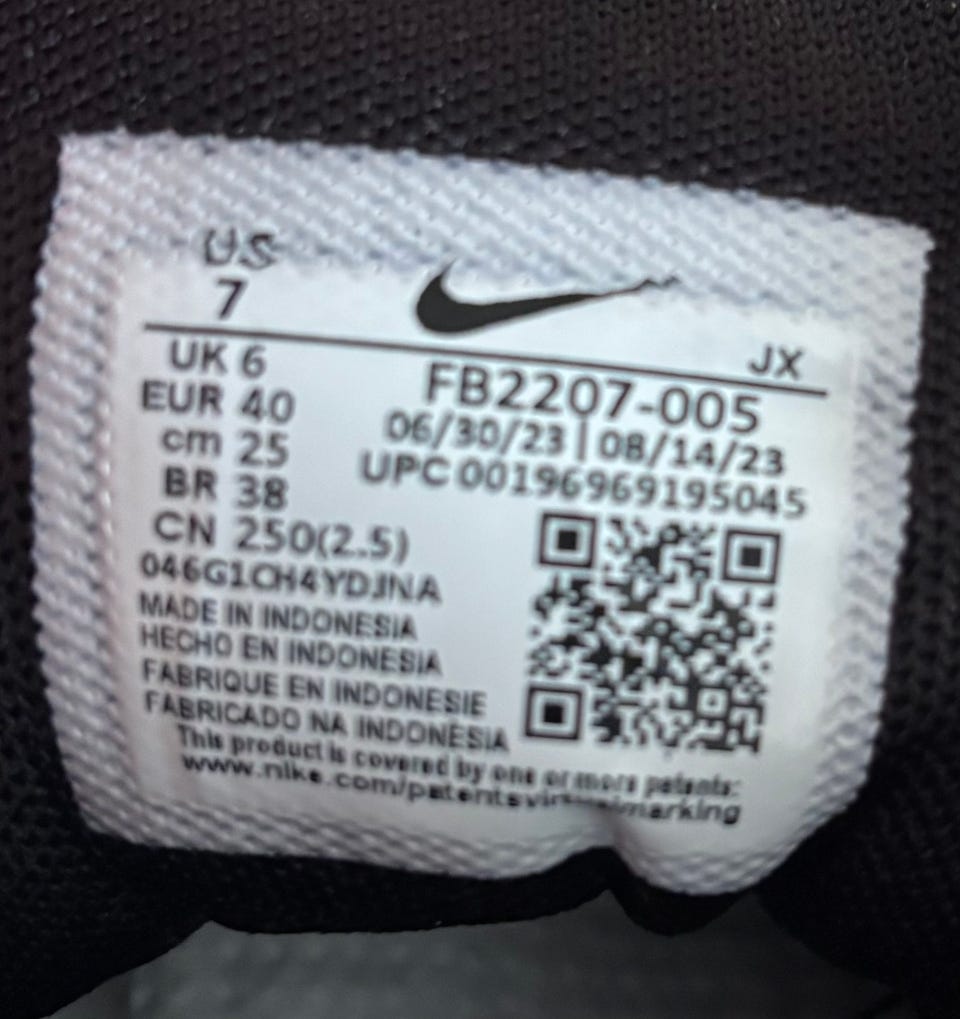 US
7
JX
UK 6
FB2207-005
EUR 40
06/30/23 | 08/14/23
cm 25
UPC 00196969195045
BR 38
CN 250(2.5)
046G1CH4YDJNA
MADE IN INDONESIA
HECHO EN INDONESIA
FABRIQUE EN INDONESIE
FABRICADO NA INDONESIA
This product is covered by one or more patents:
www.nike.com/patentsvirtualmarking